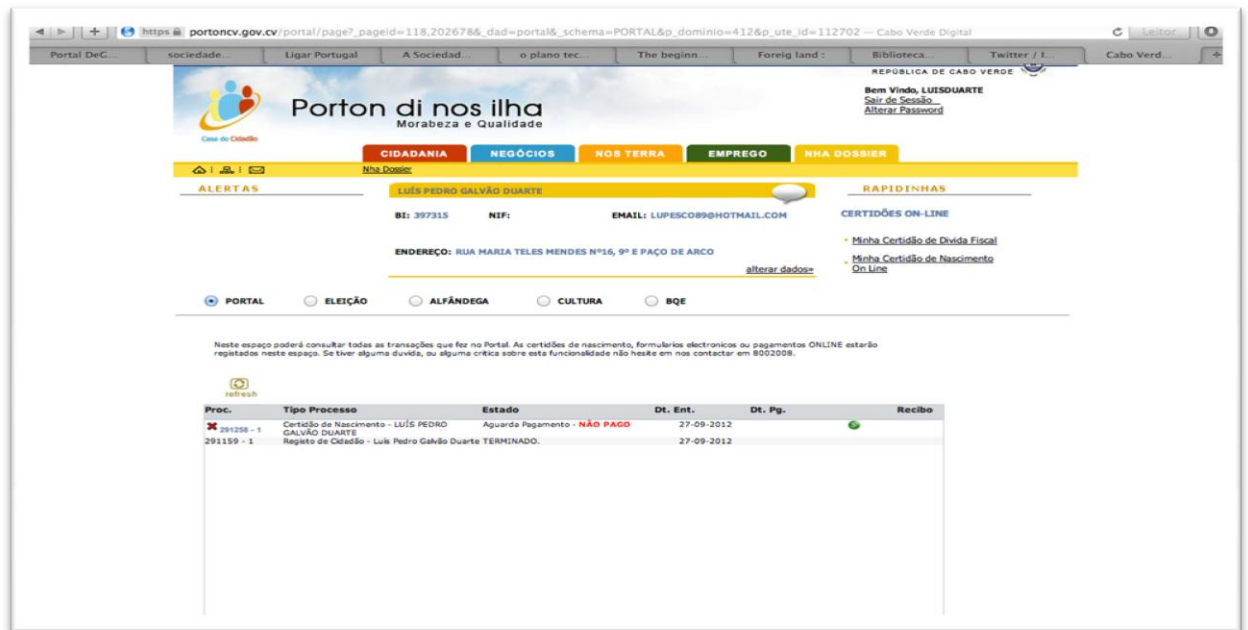 https portoncv.gov.cv/portal/page?_pageid=118,202678&_dad=portal&_schema=PORTAL&p_dominio=412&p_ute_id=112702 — Cabo Verde Digital
Leitor
Portal DeG... sociedade... Ligar Portugal A Sociedad... o plano tec... The beginn... Foreig land : Biblioteca... Twitter / I... Cabo Verd...
REPÚBLICA DE CABO VERDE
Bem Vindo, LUISDUARTE
Sair de Sessão
Alterar Password
Porton di nos ilha
Morabeza e Qualidade
Casa do Cidadão
CIDADANIA NEGÓCIOS NOS TERRA EMPREGO NHA DOSSIER
Nha Dossier
ALERTAS
LUÍS PEDRO GALVÃO DUARTE
BI: 397315 NIF: EMAIL: LUPESCO89@HOTMAIL.COM
ENDEREÇO: RUA MARIA TELES MENDES Nº16, 9º E PAÇO DE ARCO
alterar dados»
RAPIDINHAS
CERTIDÕES ON-LINE
Minha Certidão de Divida Fiscal
Minha Certidão de Nascimento
On Line
PORTAL ELEIÇÃO ALFÂNDEGA CULTURA BQE
Neste espaço poderá consultar todas as transações que fez no Portal. As certidões de nascimento, formularios electronicos ou pagamentos ONLINE estarão
registados neste espaço. Se tiver alguma duvida, ou alguma critica sobre esta funcionalidade não hesite em nos contactar em 8002008.
refresh
Proc. Tipo Processo Estado Dt. Ent. Dt. Pg. Recibo
291258 - 1 Certidão de Nascimento - LUÍS PEDRO GALVÃO DUARTE Aguarda Pagamento - NÃO PAGO 27-09-2012
291159 - 1 Registo de Cidadão - Luís Pedro Galvão Duarte TERMINADO. 27-09-2012